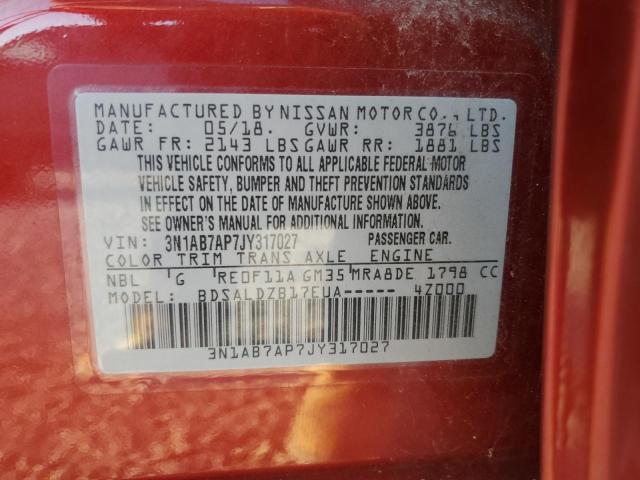 MANUFACTURED BY NISSAN MOTOR CO., LTD.
DATE: 05/18. GVWR: 3876 LBS
GAWR FR: 2143 LBS GAWR RR: 1881 LBS
THIS VEHICLE CONFORMS TO ALL APPLICABLE FEDERAL MOTOR
VEHICLE SAFETY, BUMPER AND THEFT PREVENTION STANDARDS
IN EFFECT ON THE DATE OF MANUFACTURE SHOWN ABOVE.
SEE OWNER'S MANUAL FOR ADDITIONAL INFORMATION.
VIN: 3N1AB7AP7JY317027 PASSENGER CAR.
COLOR TRIM TRANS AXLE ENGINE
NBL G RE0F11A GM35 MRA8DE 1798 CC
MODEL: BDSALDZB17EUA----- 4Z000
3N1AB7AP7JY317027